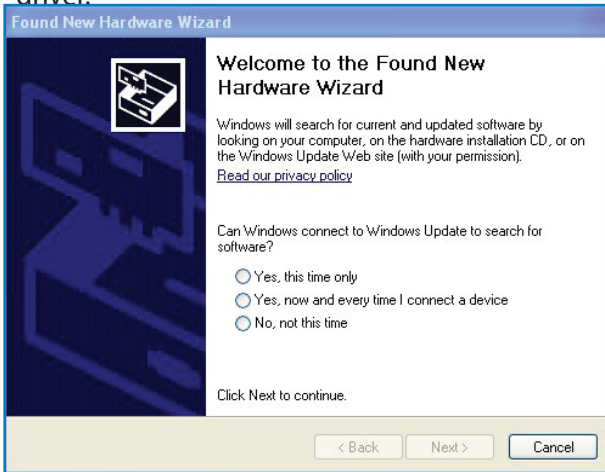 driver.
Found New Hardware Wizard
Welcome to the Found New
Hardware Wizard
Windows will search for current and updated software by
looking on your computer, on the hardware installation CD, or on
the Windows Update Web site (with your permission).
Read our privacy policy
Can Windows connect to Windows Update to search for
software?
Yes, this time only
Yes, now and every time I connect a device
No, not this time
Click Next to continue.
< Back
Next >
Cancel